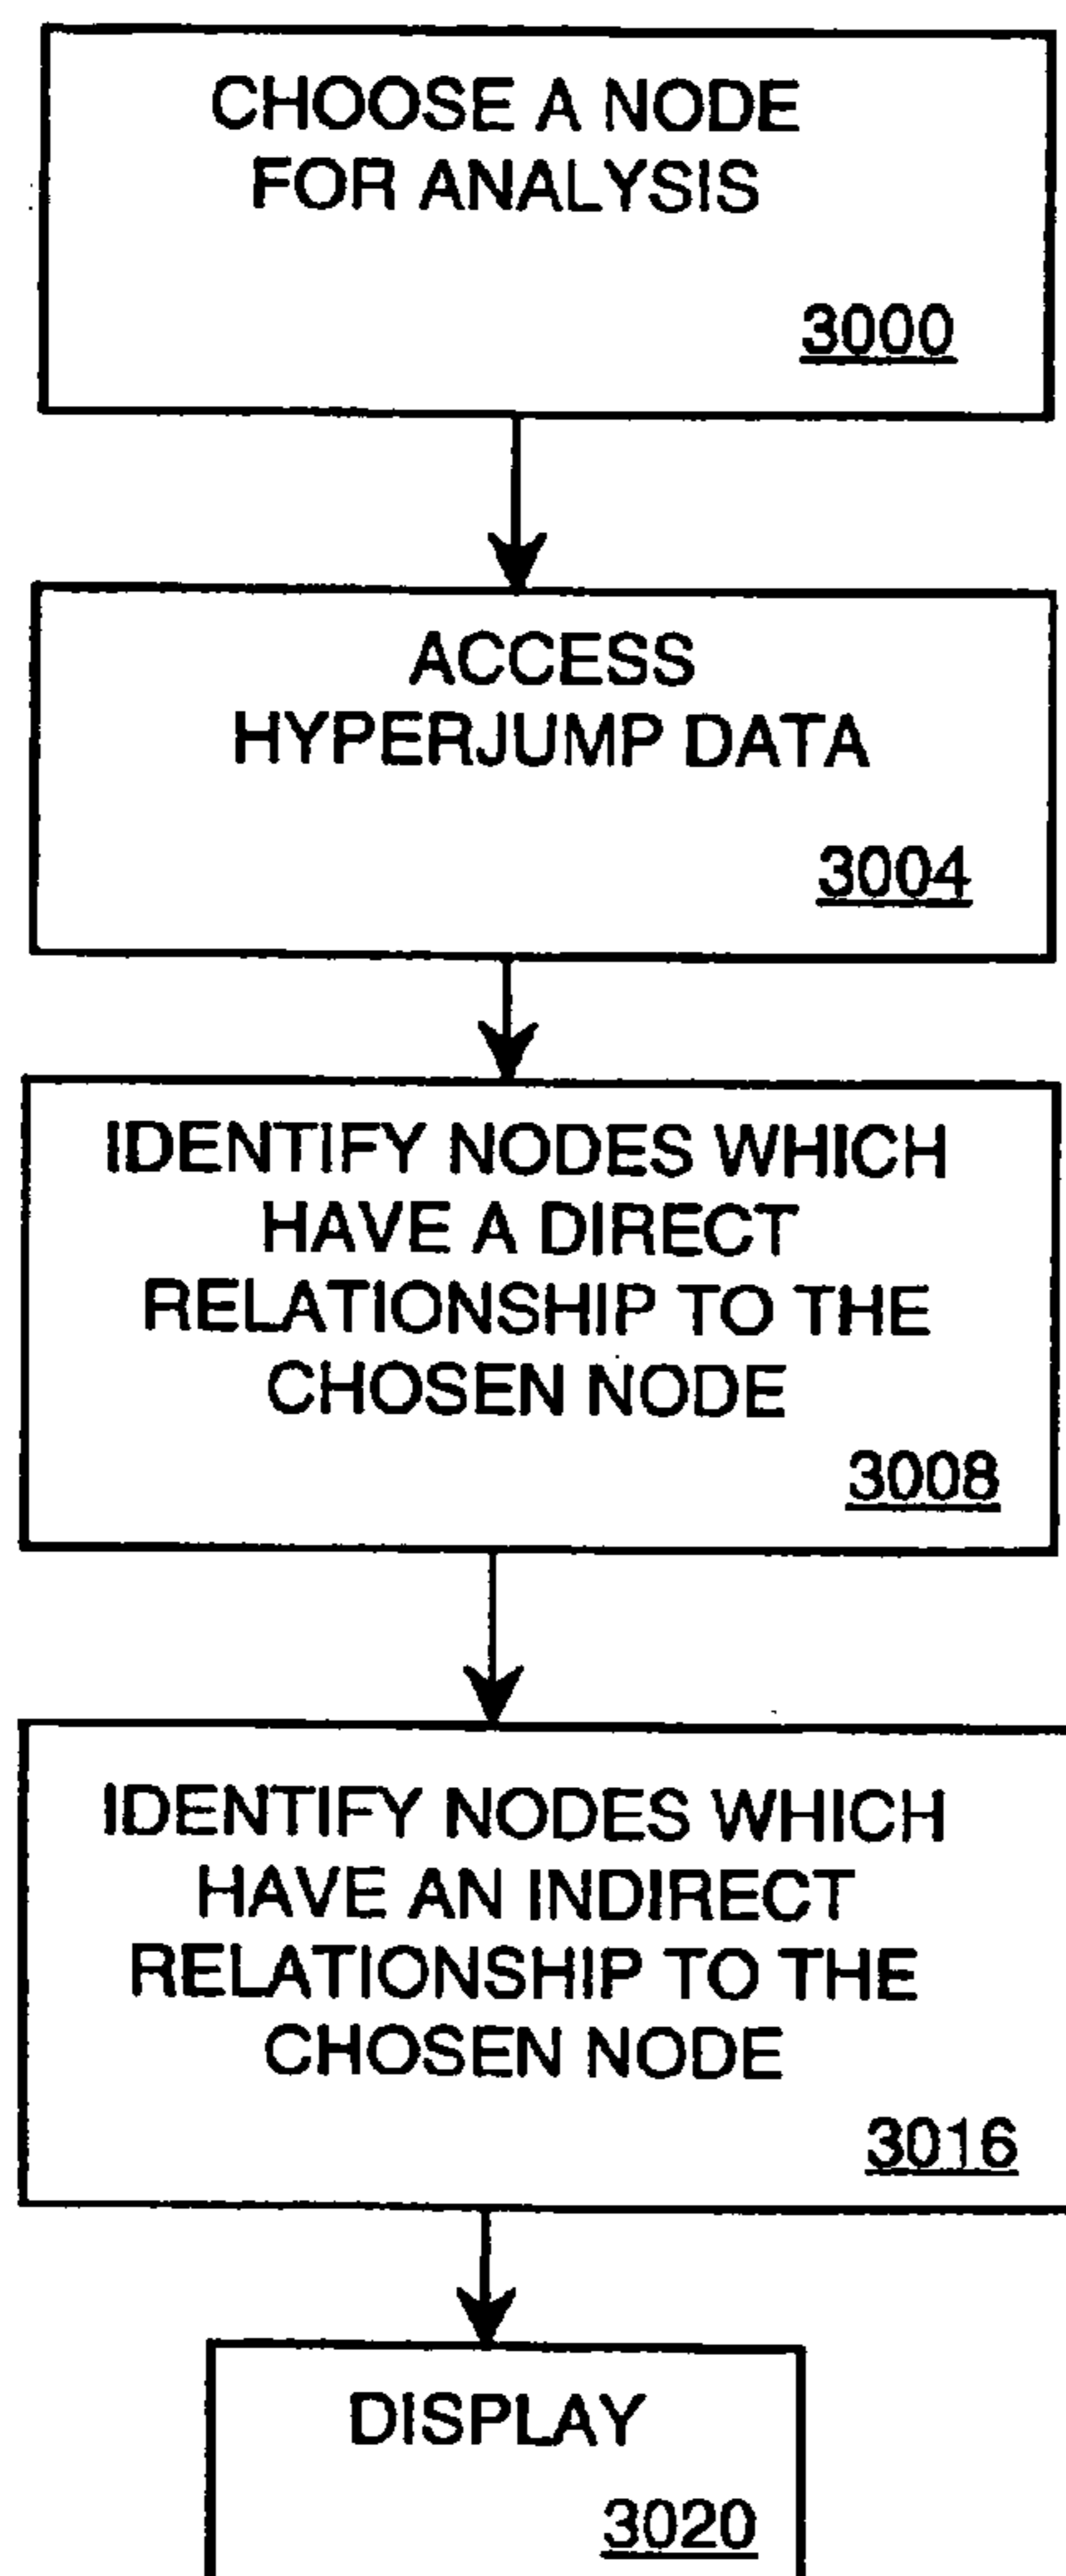 CHOOSE A NODE
FOR ANALYSIS
3000
ACCESS
HYPERJUMP DATA
3004
IDENTIFY NODES WHICH
HAVE A DIRECT
RELATIONSHIP TO THE
CHOSEN NODE
3008
IDENTIFY NODES WHICH
HAVE AN INDIRECT
RELATIONSHIP TO THE
CHOSEN NODE
3016
DISPLAY
3020